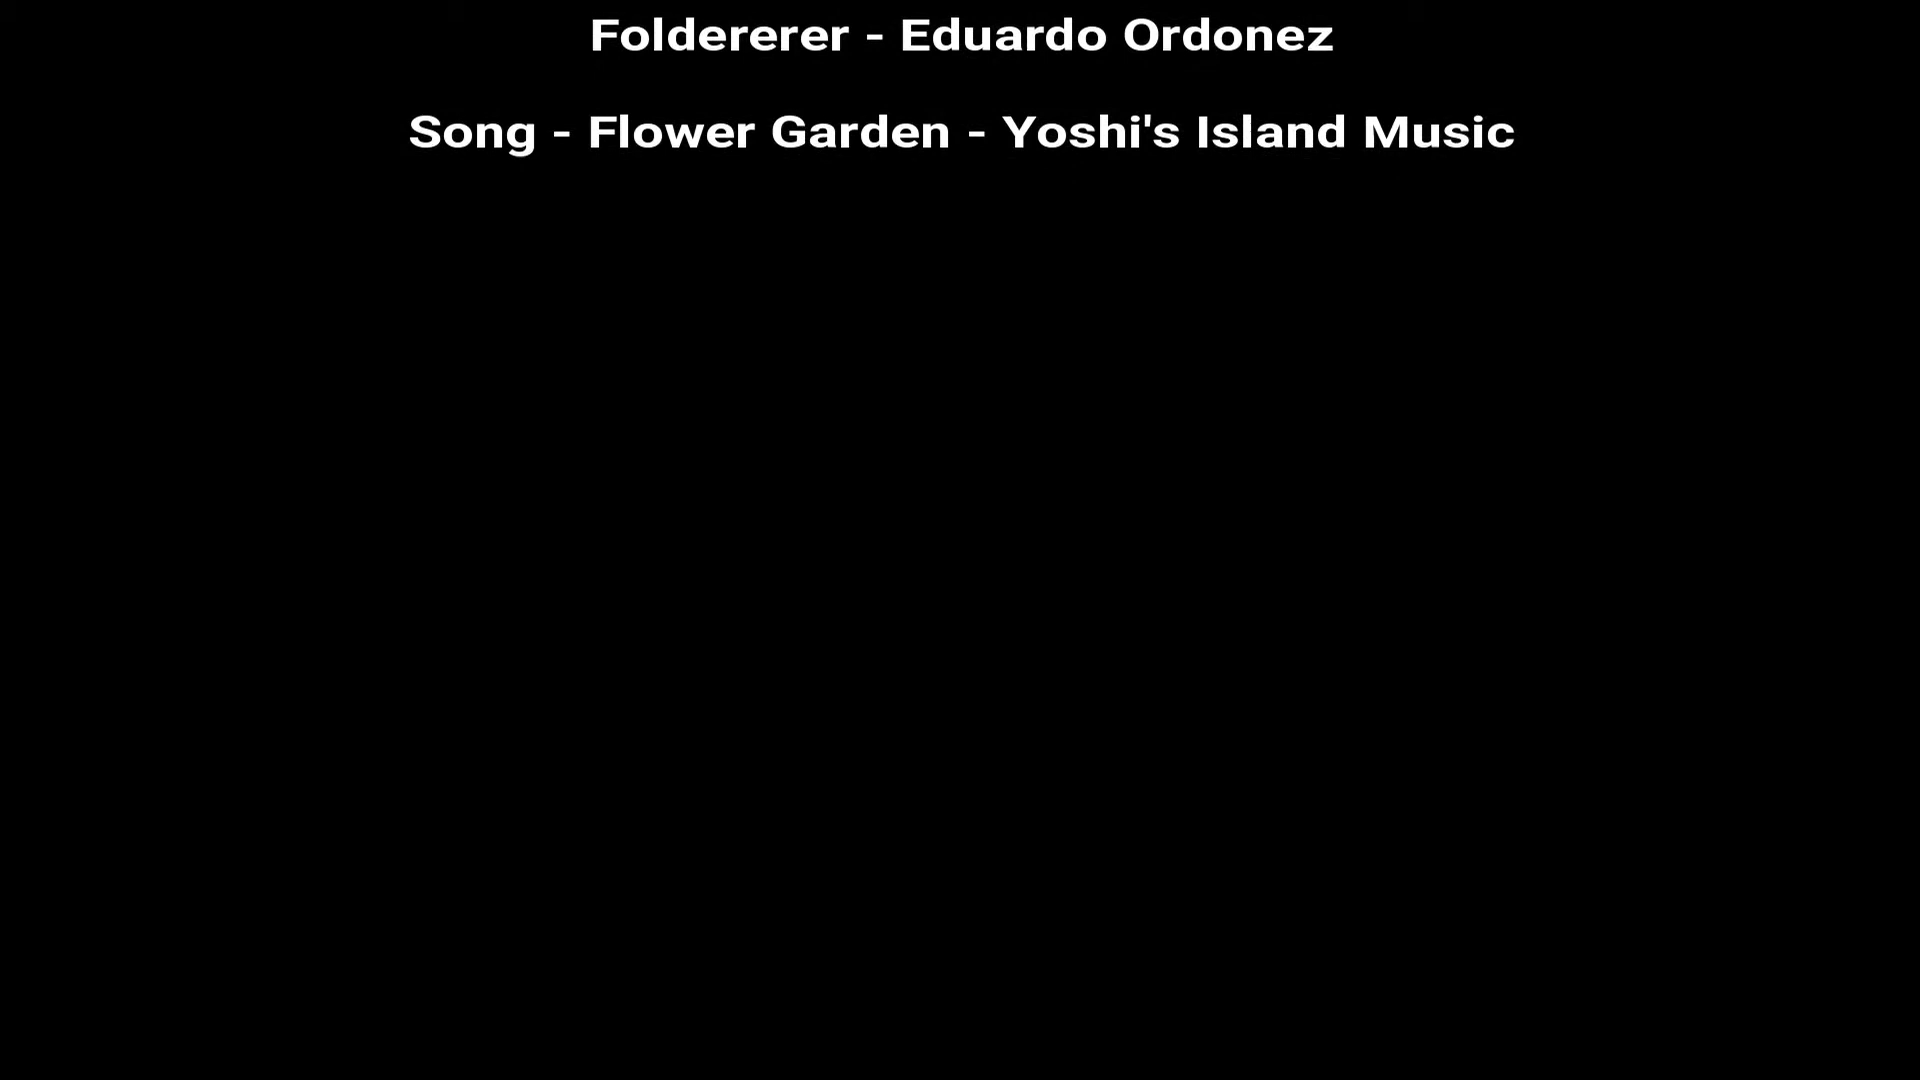 Foldererer - Eduardo Ordonez
Song - Flower Garden - Yoshi's Island Music